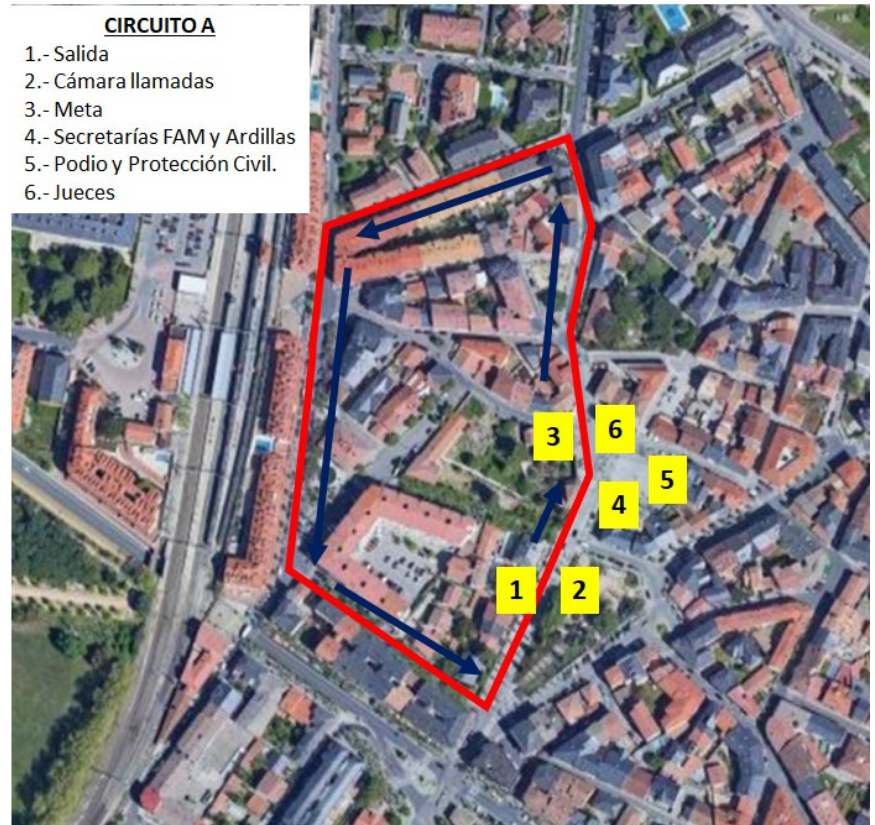 CIRCUITO A
1.- Salida
2.- Cámara llamadas
3.- Meta
4.- Secretarías FAM y Ardillas
5.- Podio y Protección Civil.
6.- Jueces
3
6
5
4
1
2